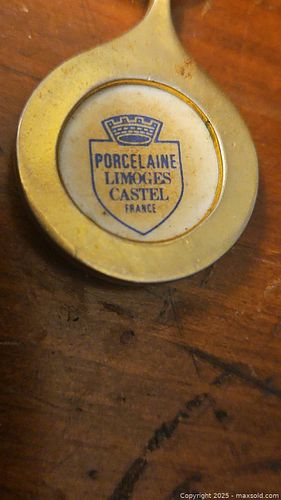 PORCELAINE
LIMOGES
CASTEL
FRANCE
Copyright © 2025 - maxsold.com